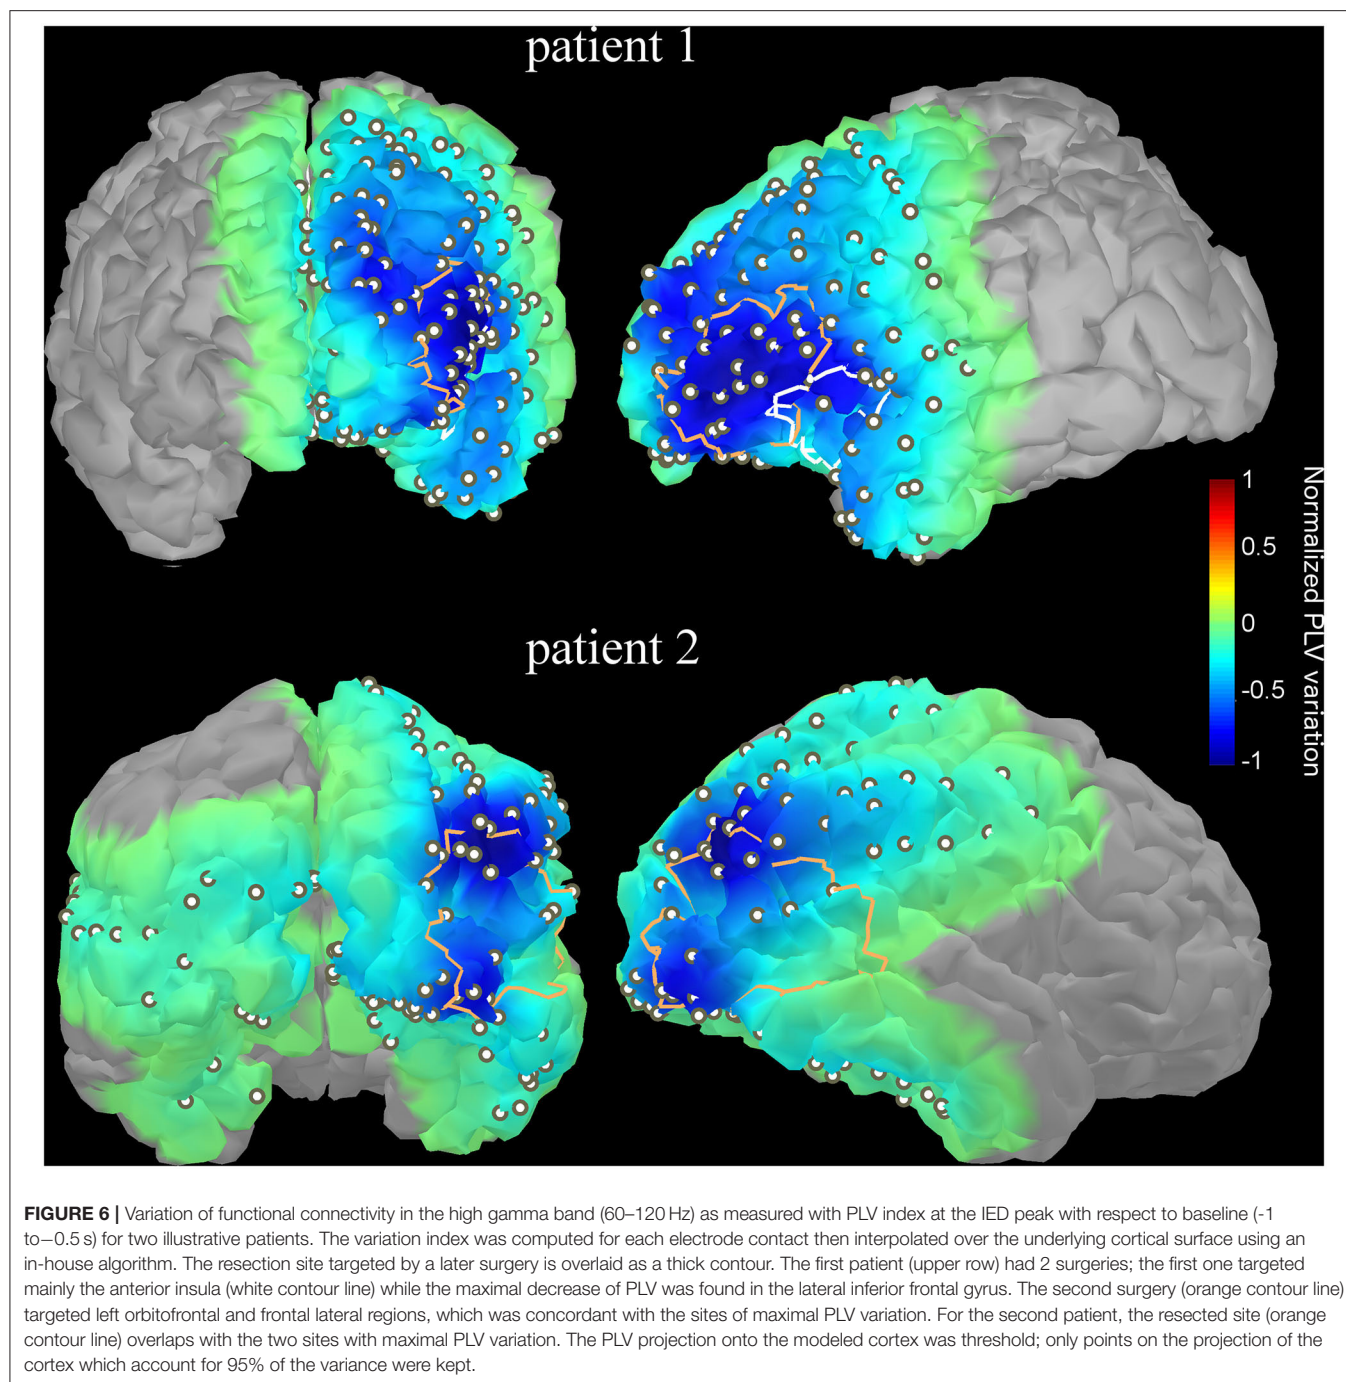 patient 1
1
0.5
0
-0.5
-1
Normalized PLV variation
patient 2
FIGURE 6 | Variation of functional connectivity in the high gamma band (60–120 Hz) as measured with PLV index at the IED peak with respect to baseline (-1
to−0.5 s) for two illustrative patients. The variation index was computed for each electrode contact then interpolated over the underlying cortical surface using an
in-house algorithm. The resection site targeted by a later surgery is overlaid as a thick contour. The first patient (upper row) had 2 surgeries; the first one targeted
mainly the anterior insula (white contour line) while the maximal decrease of PLV was found in the lateral inferior frontal gyrus. The second surgery (orange contour line)
targeted left orbitofrontal and frontal lateral regions, which was concordant with the sites of maximal PLV variation. For the second patient, the resected site (orange
contour line) overlaps with the two sites with maximal PLV variation. The PLV projection onto the modeled cortex was threshold; only points on the projection of the
cortex which account for 95% of the variance were kept.